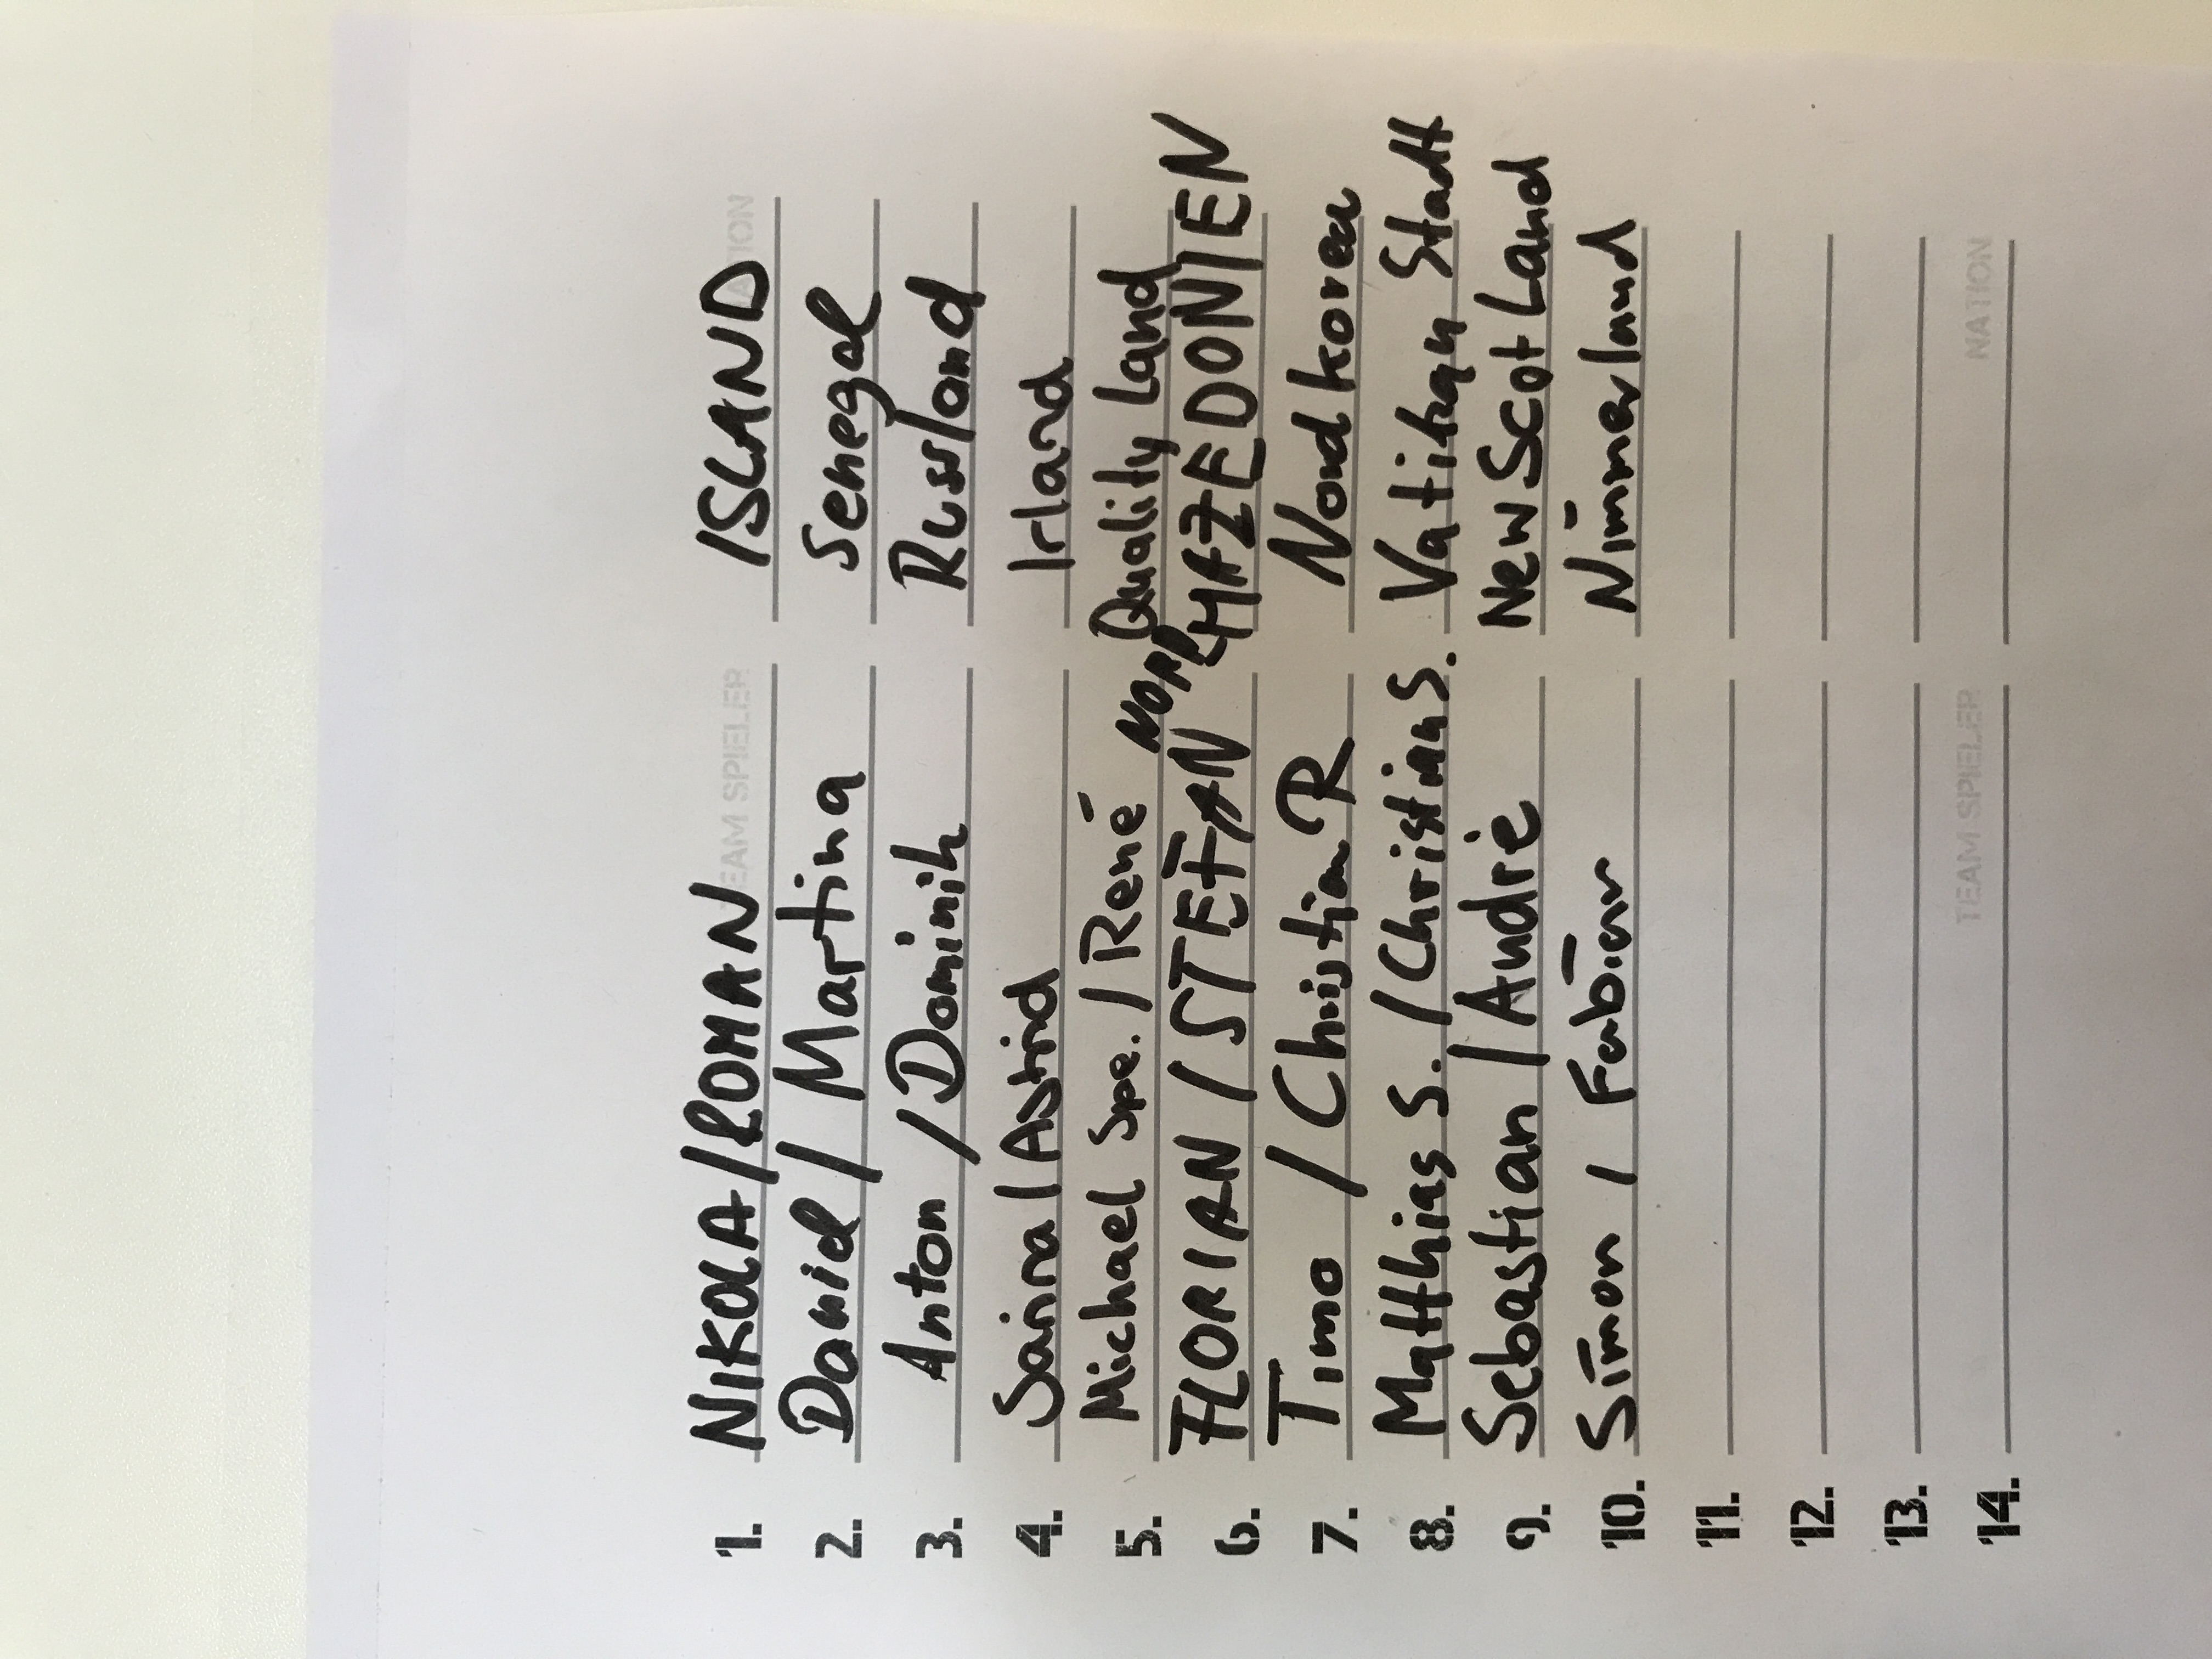 1. NIKOLA/ROMAN TEAM SPIELER ISLAND NATION
2. Daniel / Martina Senegal
3. Anton / Dominik Russland
4. Sanna / Astrid Irland
5. Michael Spe. / René Quality Land
6. FLORIAN / STEFAN NORD-MAZEDONIEN
7. Timo / Christian R Nordkorea
8. Matthias S. / Christian S. Vatikan Stadt
9. Sebastian / Andrè New Scot Land
10. Simon / Fabian Nimmerland
11.
12.
13.
14. TEAM SPIELER NATION